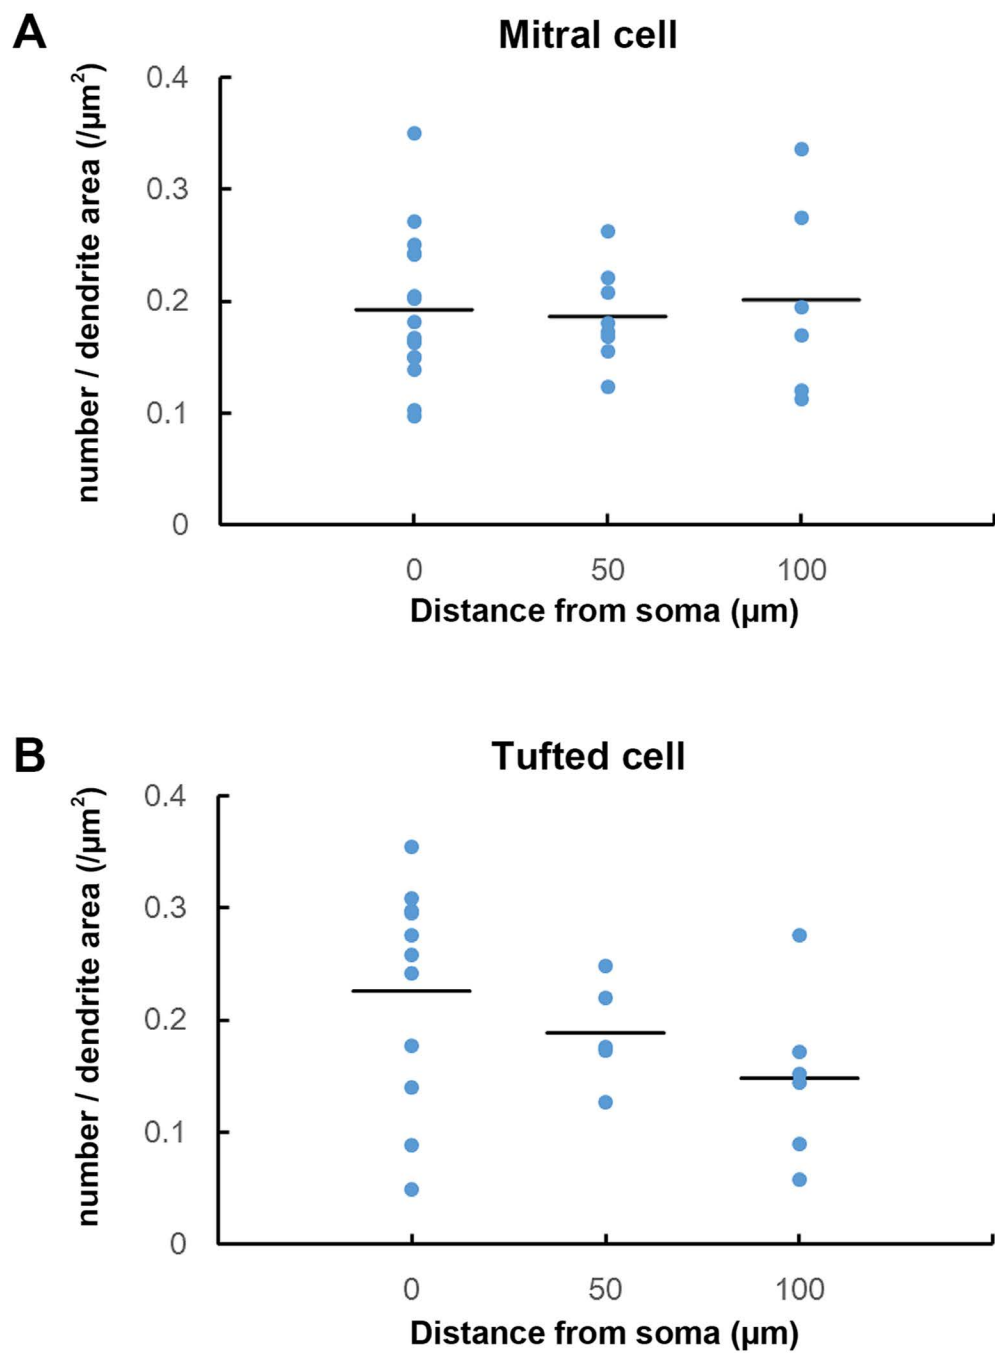 A
Mitral cell
number / dendrite area (/µm²)
0.4
0.3
0.2
0.1
0
0 50 100
Distance from soma (µm)
B
Tufted cell
number / dendrite area (/µm²)
0.4
0.3
0.2
0.1
0
0 50 100
Distance from soma (µm)